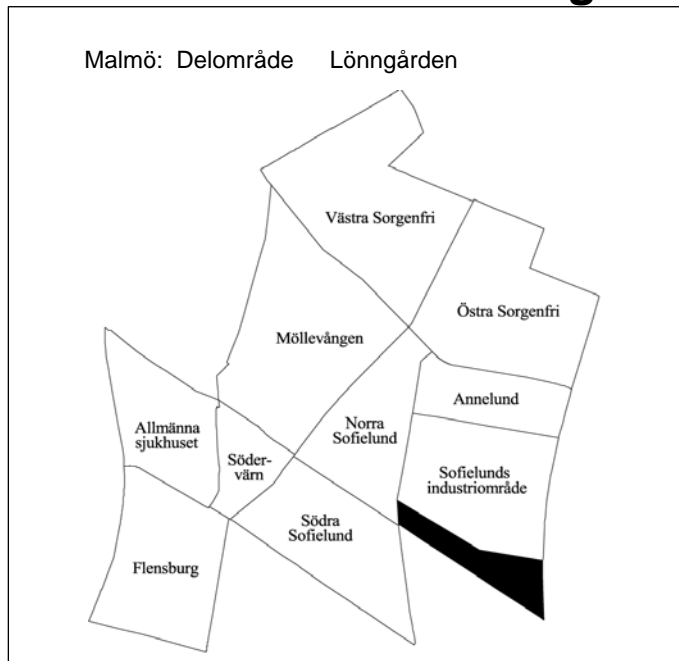 Malmö: Delområde Lönngården
Västra Sorgenfri
Östra Sorgenfri
Möllevången
Annelund
Allmänna
sjukhuset
Norra
Sofielund
Söder-
värn
Sofielunds
industriområde
Södra
Sofielund
Flensburg